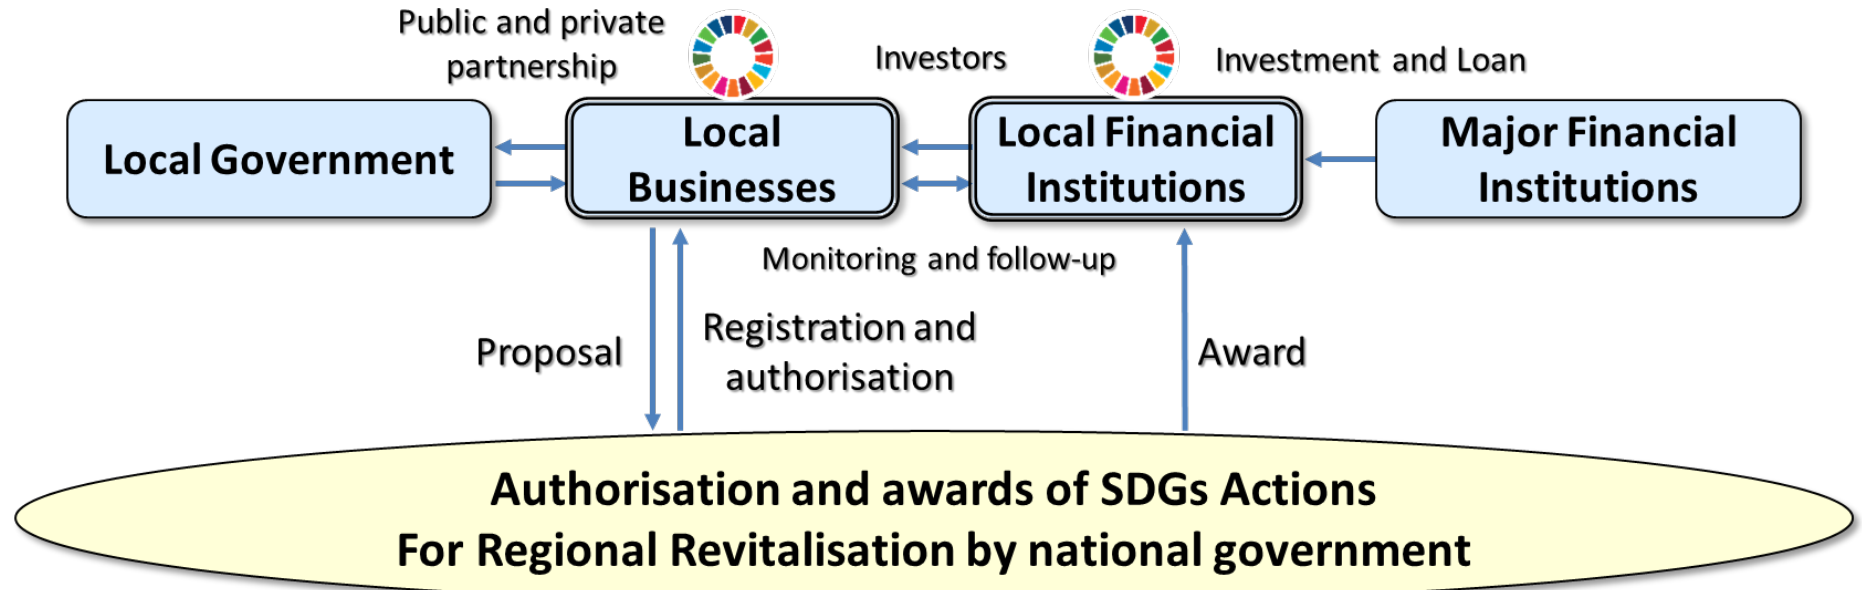 Public and private
partnership
Investors
Investment and Loan
Local Government
Local
Businesses
Local Financial
Institutions
Major Financial
Institutions
Monitoring and follow-up
Proposal
Registration and
authorisation
Award
Authorisation and awards of SDGs Actions
For Regional Revitalisation by national government